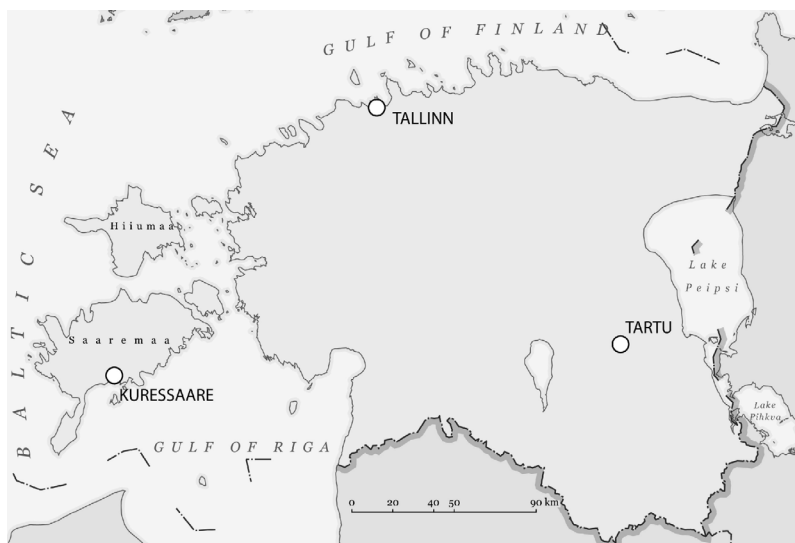 GULF OF FINLAND
BALTIC SEA
TALLINN
Hiiumaa
Lake
Peipsi
TARTU
Saaremaa
KURESSAARE
Lake
Pihkva
GULF OF RIGA
0 20 40 50 90 km